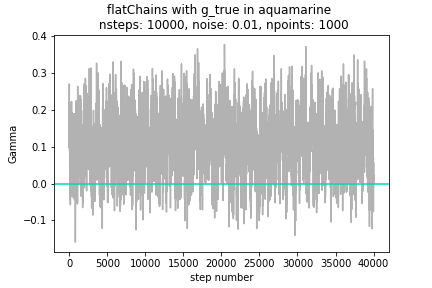 flatChains with g_true in aquamarine
nsteps: 10000, noise: 0.01, npoints: 1000
0.4
0.3
0.2
0.1
0.0
−0.1
Gamma
0 5000 10000 15000 20000 25000 30000 35000 40000
step number